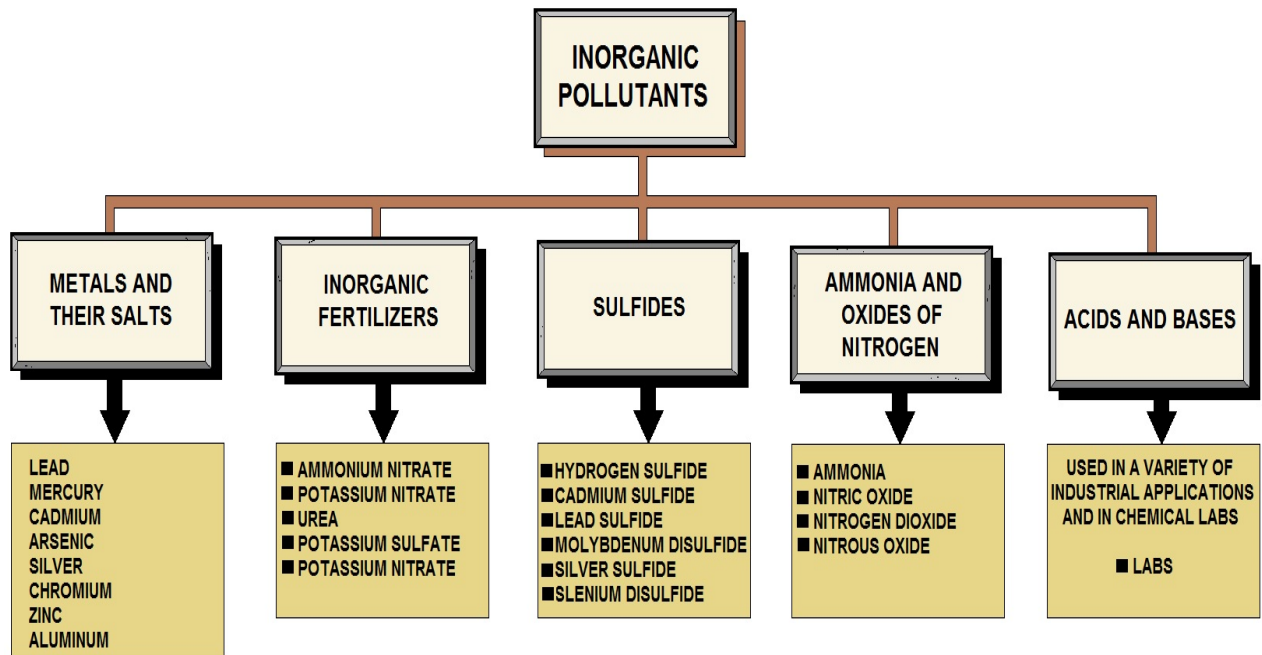 INORGANIC
POLLUTANTS
METALS AND
THEIR SALTS
INORGANIC
FERTILIZERS
SULFIDES
AMMONIA AND
OXIDES OF
NITROGEN
ACIDS AND BASES
LEAD
MERCURY
CADMIUM
ARSENIC
SILVER
CHROMIUM
ZINC
ALUMINUM
■ AMMONIUM NITRATE
■ POTASSIUM NITRATE
■ UREA
■ POTASSIUM SULFATE
■ POTASSIUM NITRATE
■ HYDROGEN SULFIDE
■ CADMIUM SULFIDE
■ LEAD SULFIDE
■ MOLYBDENUM DISULFIDE
■ SILVER SULFIDE
■ SLENIUM DISULFIDE
■ AMMONIA
■ NITRIC OXIDE
■ NITROGEN DIOXIDE
■ NITROUS OXIDE
USED IN A VARIETY OF
INDUSTRIAL APPLICATIONS
AND IN CHEMICAL LABS
■ LABS